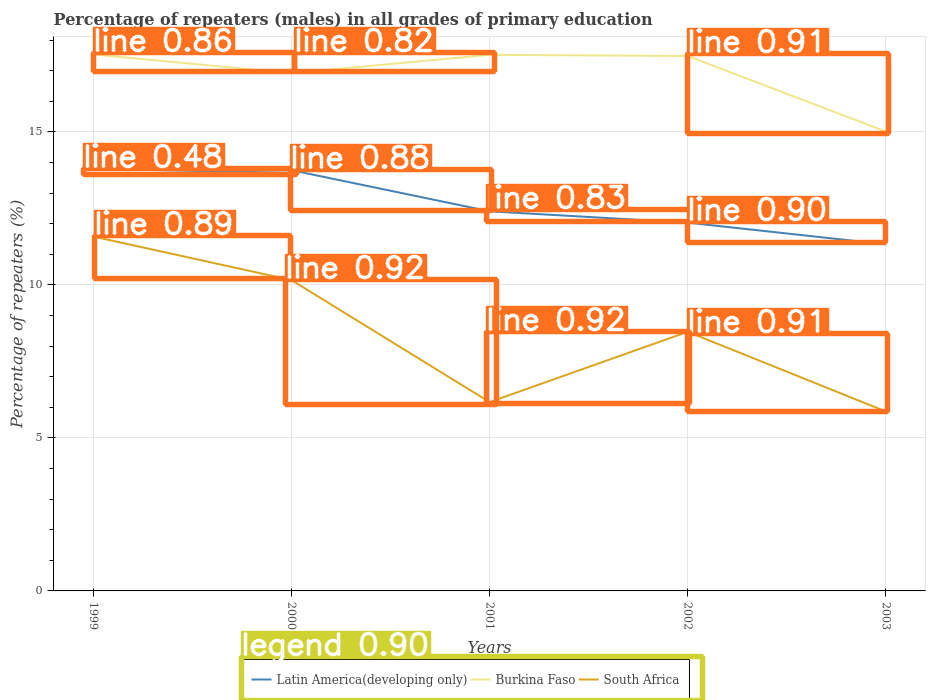 Percentage of repeaters (males) in all grades of primary education
line 0.86
line 0.82
line 0.91
15
line 0.48
line 0.88
line 0.83
line 0.90
line 0.89
line 0.92
10
line 0.92
line 0.91
5
0
Percentage of repeaters (%)
1999
2000
2001
2002
2003
Years
legend 0.90
Latin America(developing only)
Burkina Faso
South Africa